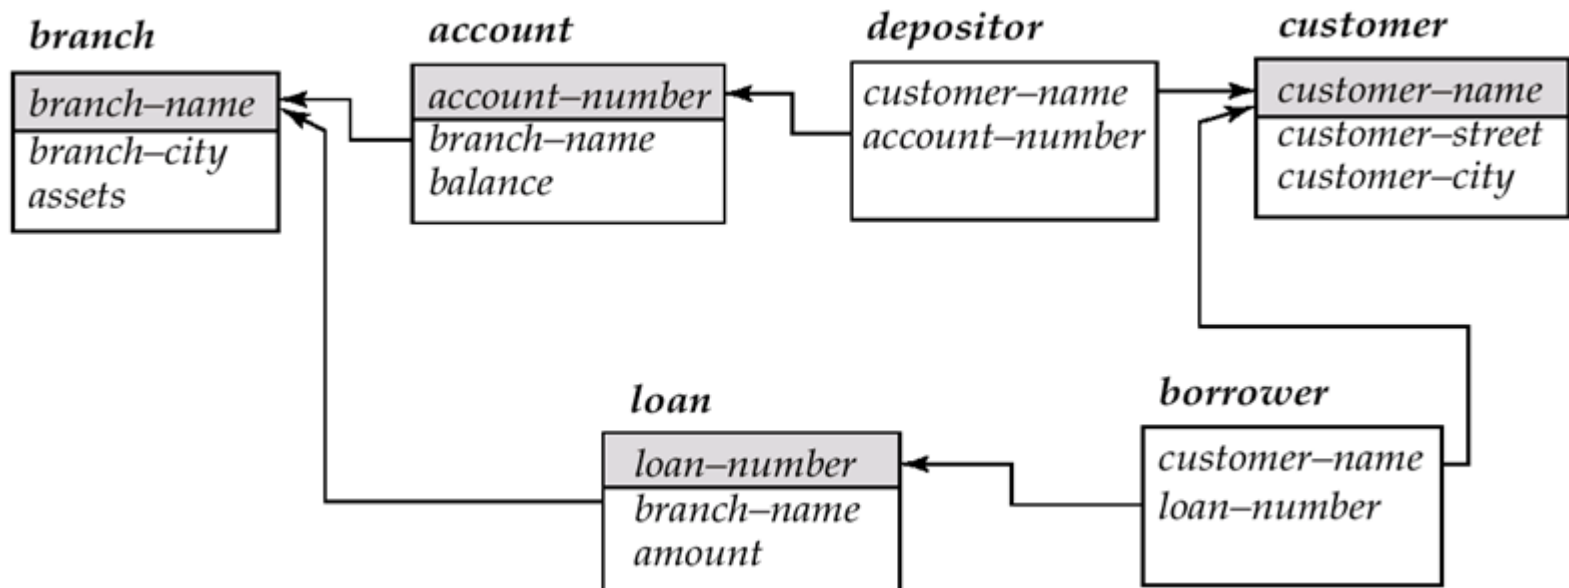 branch
branch–name
branch–city
assets
account
account–number
branch–name
balance
depositor
customer–name
account–number
customer
customer–name
customer–street
customer–city
loan
loan–number
branch–name
amount
borrower
customer–name
loan–number